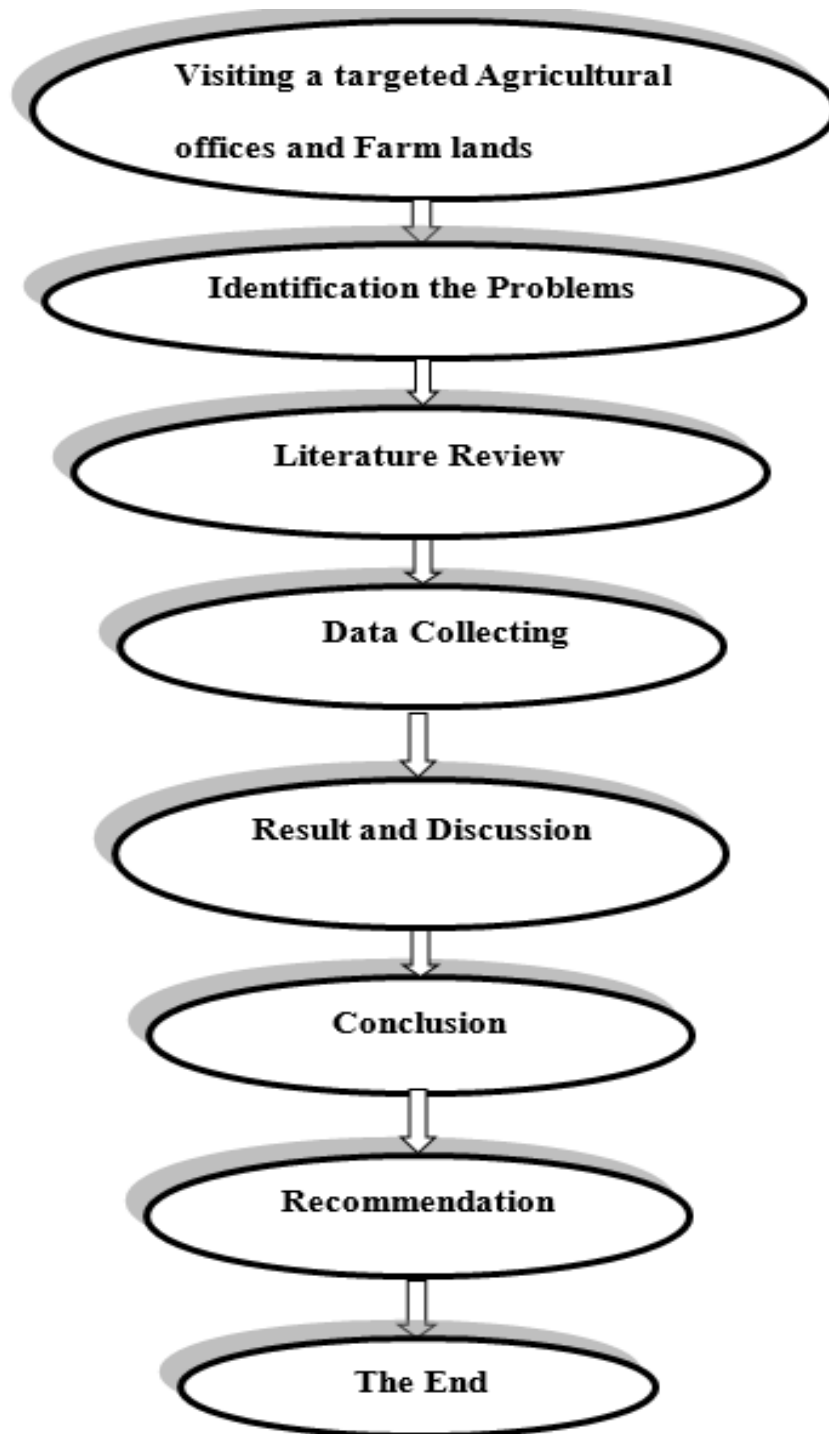 Visiting a targeted Agricultural
offices and Farm lands
Identification the Problems
Literature Review
Data Collecting
Result and Discussion
Conclusion
Recommendation
The End